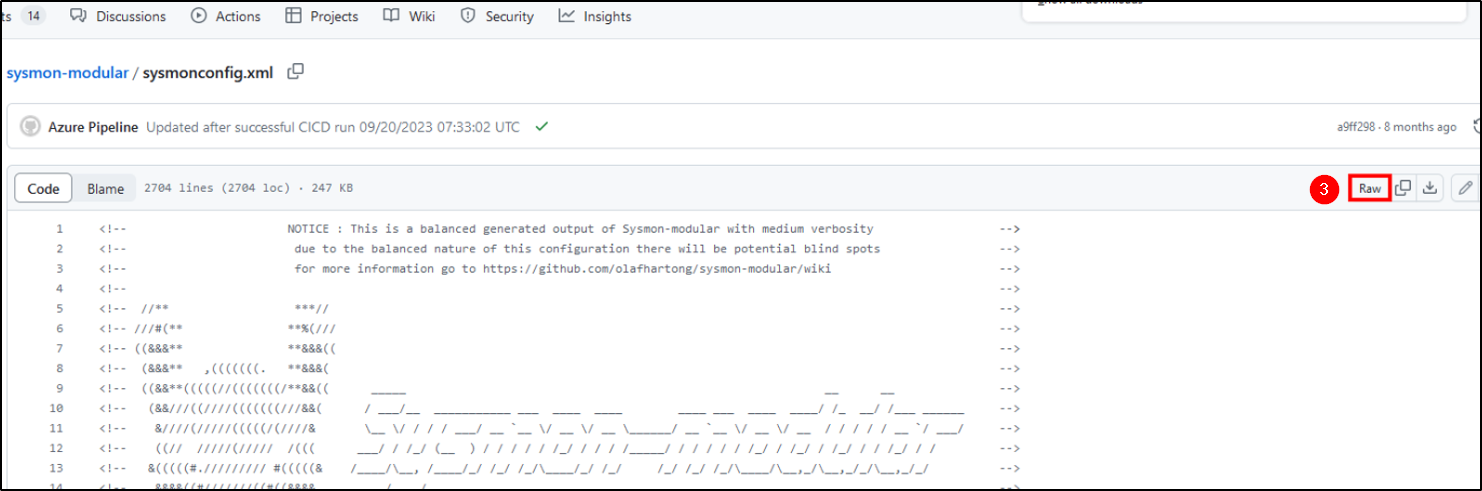 ts 14 Discussions Actions Projects Wiki Security Insights
sysmon-modular / sysmonconfig.xml
Azure Pipeline Updated after successful CICD run 09/20/2023 07:33:02 UTC a9ff298 · 8 months ago
Code Blame 2704 lines (2704 loc) · 247 KB 3 Raw
1 <!-- NOTICE : This is a balanced generated output of Sysmon-modular with medium verbosity -->
2 <!-- due to the balanced nature of this configuration there will be potential blind spots -->
3 <!-- for more information go to https://github.com/olafhartong/sysmon-modular/wiki -->
4 <!-- -->
5 <!-- //** ***// -->
6 <!-- ///#(** **%(/// -->
7 <!-- ((&&&** **&&&(( -->
8 <!-- (&&&** ,(((((((. **&&&( -->
9 <!-- ((&&**(((((//(((((((/**&&(( _____ __ __ -->
10 <!-- (&&///((////(((((((///&&( / ___/__ ___________ ___ ____ ____ ____ ___ ____ ____/ /_ __/ /___ ______ -->
11 <!-- &////(/////(((((/(////& \__ \/ / / / ___/ __ `__ \/ __ \/ __ \______/ __ `__ \/ __ \/ __ / / / / / __ `/ ___/ -->
12 <!-- ((// /////(///// /((( ___/ / /_/ (__ ) / / / / / /_/ / / / /_____/ / / / / / /_/ / /_/ / /_/ / / /_/ / / -->
13 <!-- &(((((#.///////// #(((((& /____/\__, /____/_/ /_/ /_/\____/_/ /_/ /_/ /_/ /_/\____/\__,_/\__,_/_/\__,_/_/ -->
14